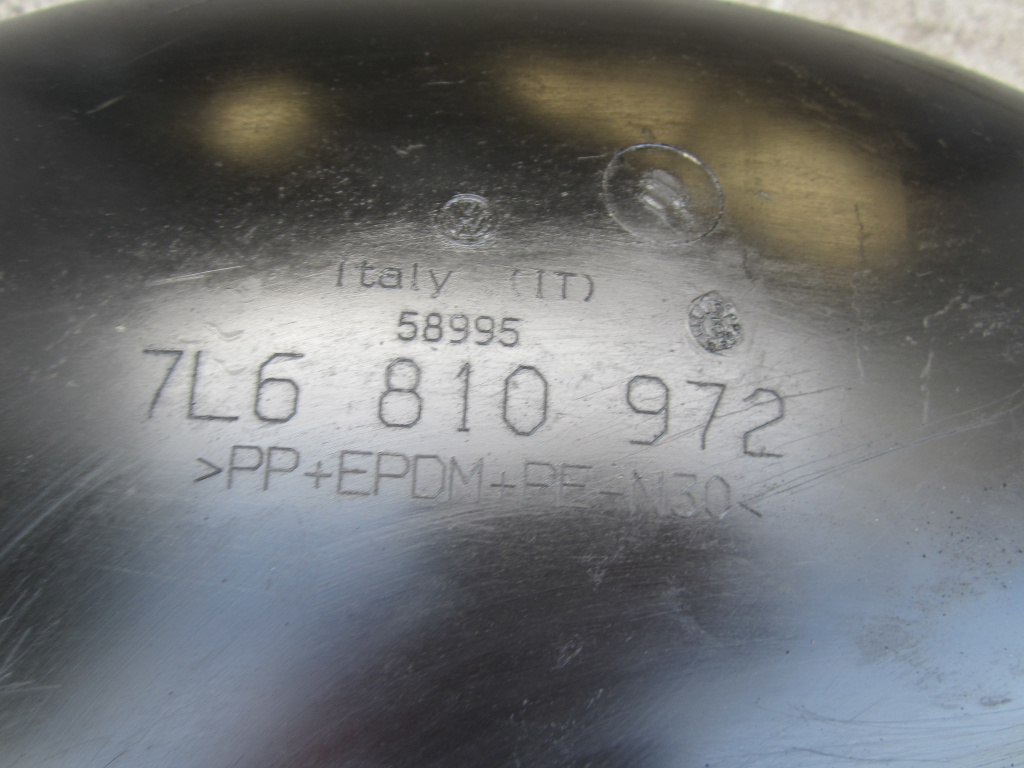 Italy (IT)
58995
7L6 810 972
>PP+EPDM+PE-M30<